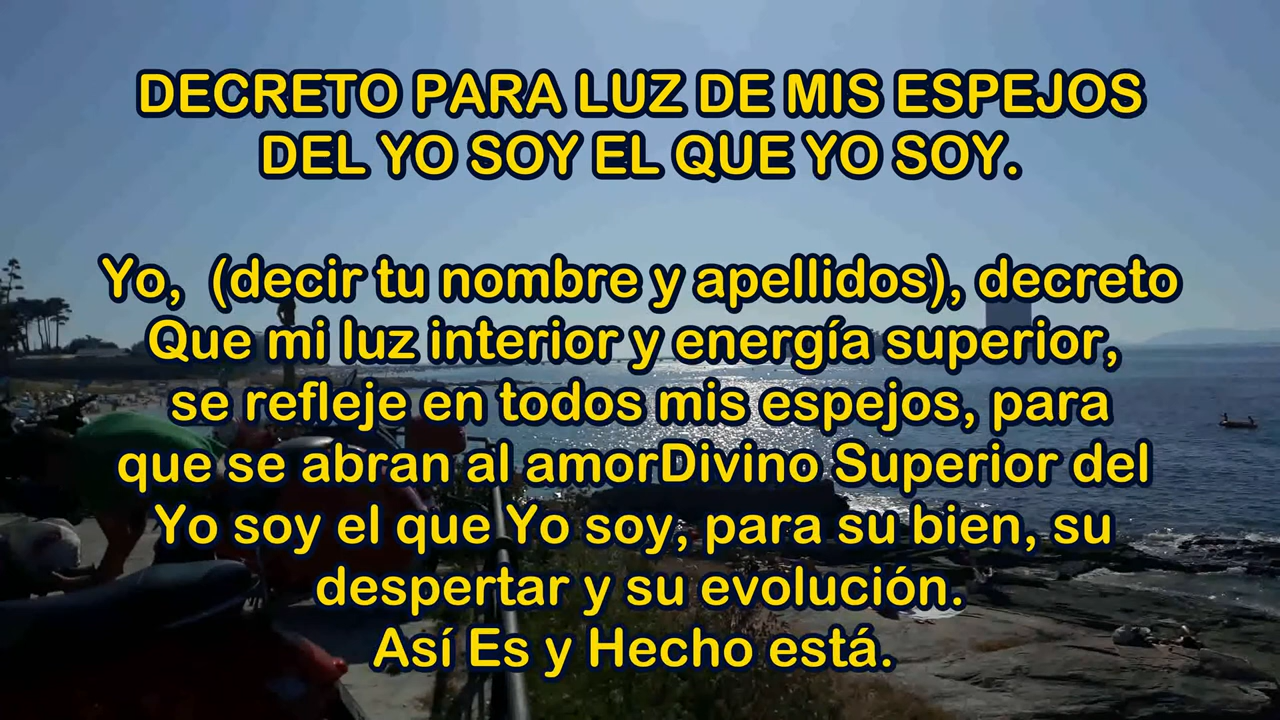 DECRETO PARA LUZ DE MIS ESPEJOS
DEL YO SOY EL QUE YO SOY.
Yo, (decir tu nombre y apellidos), decreto
Que mi luz interior y energía superior,
se refleje en todos mis espejos, para
que se abran al amorDivino Superior del
Yo soy el que Yo soy, para su bien, su
despertar y su evolución.
Así Es y Hecho está.